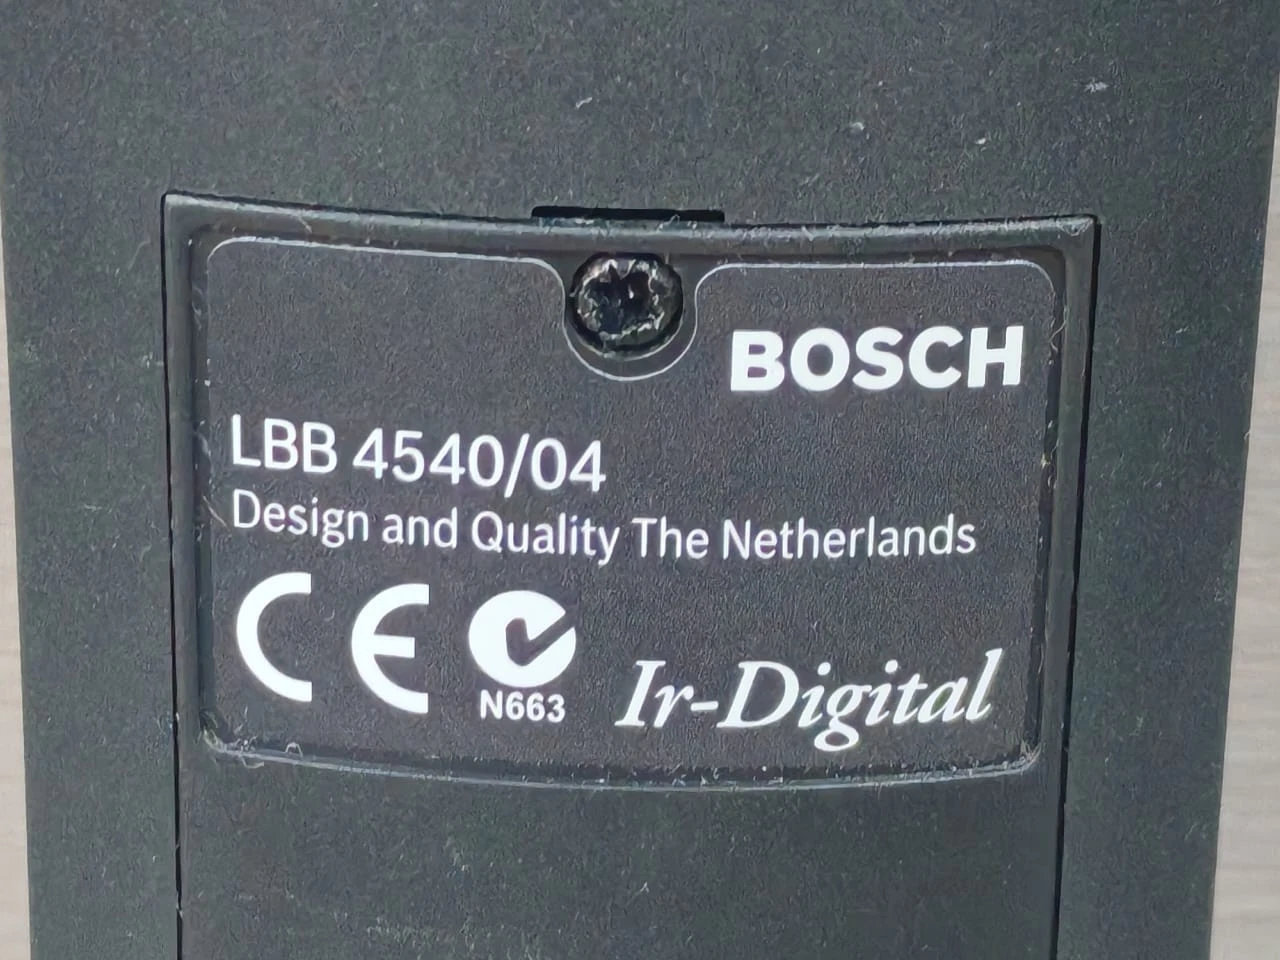 BOSCH
LBB 4540/04
Design and Quality The Netherlands
CE
N663
Ir-Digital